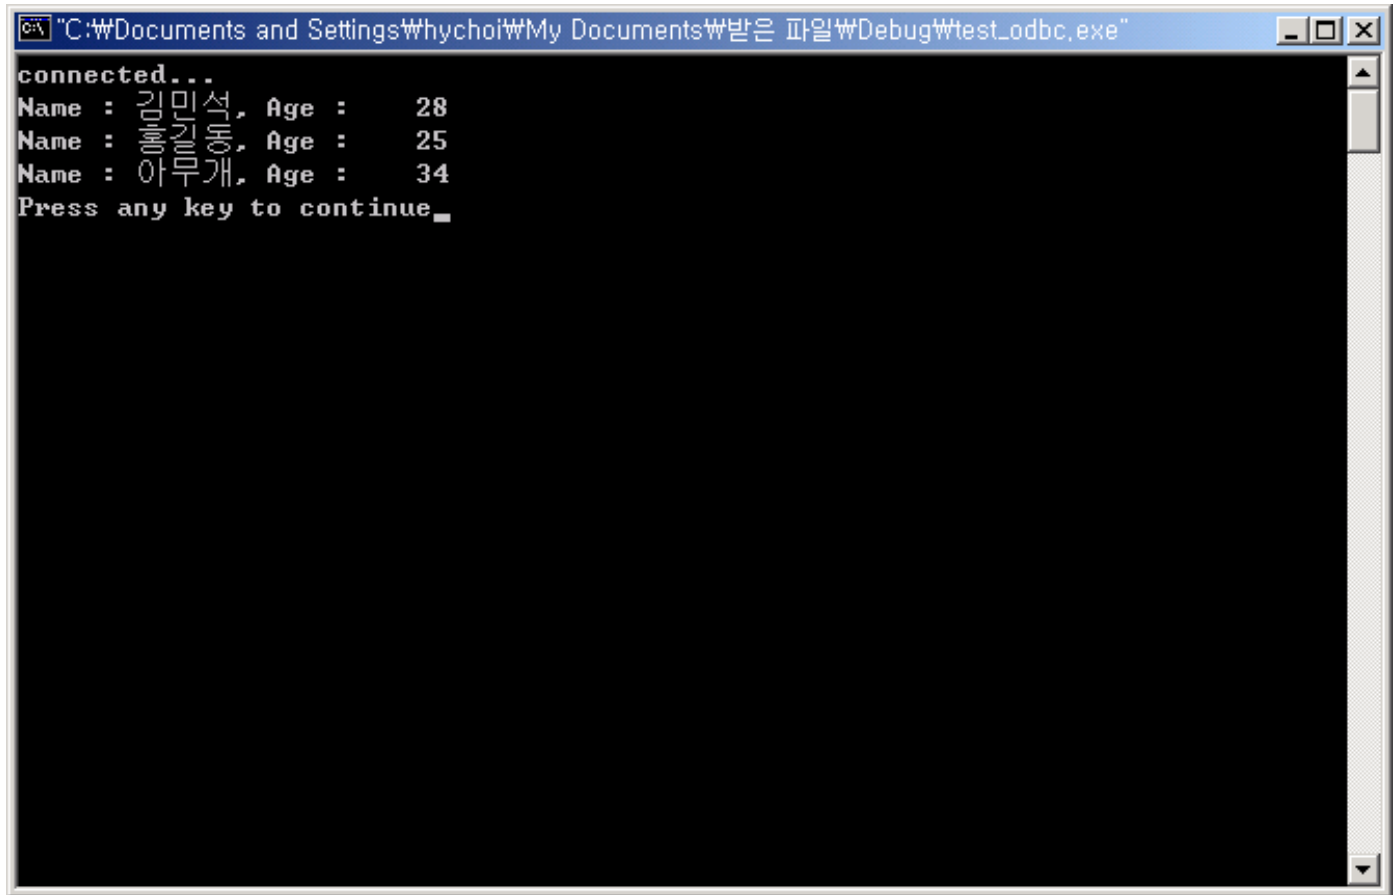 "C:₩Documents and Settings₩hychoi₩My Documents₩받은 파일₩Debug₩test_odbc.exe"
connected...
Name : 김민석, Age :    28
Name : 홍길동, Age :    25
Name : 아무개, Age :    34
Press any key to continue_